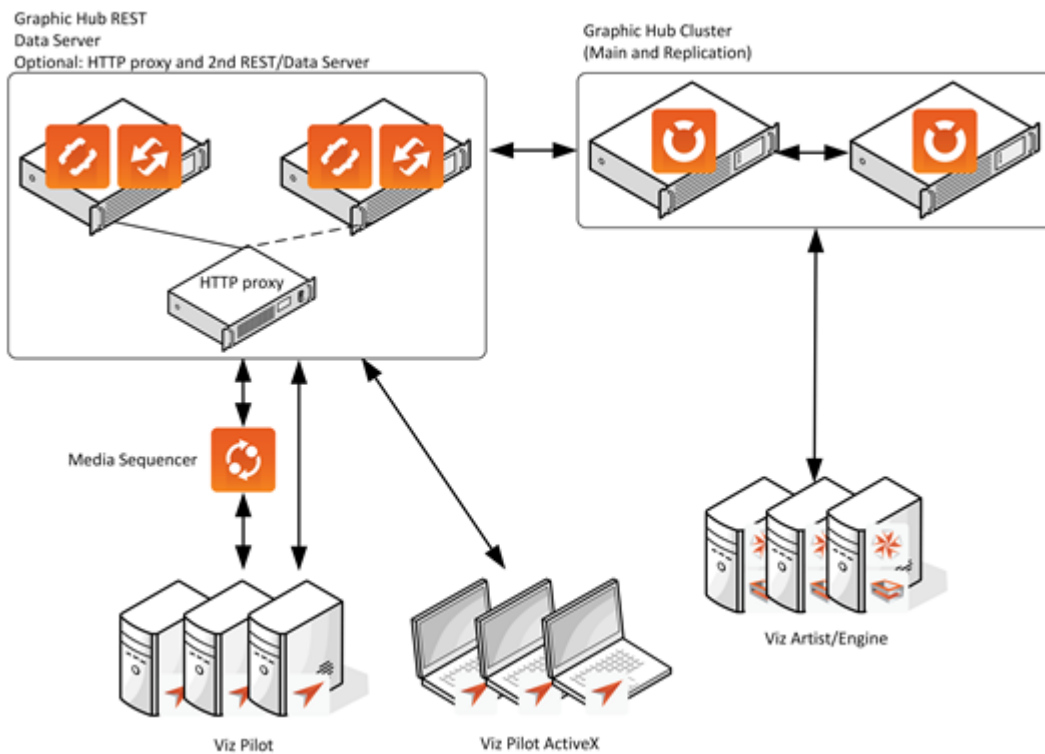 Graphic Hub REST
Data Server
Optional: HTTP proxy and 2nd REST/Data Server
Graphic Hub Cluster
(Main and Replication)
HTTP proxy
Media Sequencer
Viz Artist/Engine
Viz Pilot
Viz Pilot ActiveX